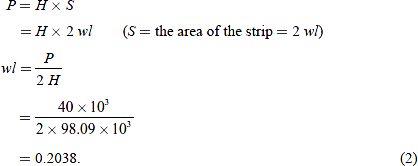 P = H × S
= H × 2 wl (S = the area of the strip = 2 wl)
wl = P / 2 H
= 40 × 10³ / 2 × 98.09 × 10³
= 0.2038. (2)